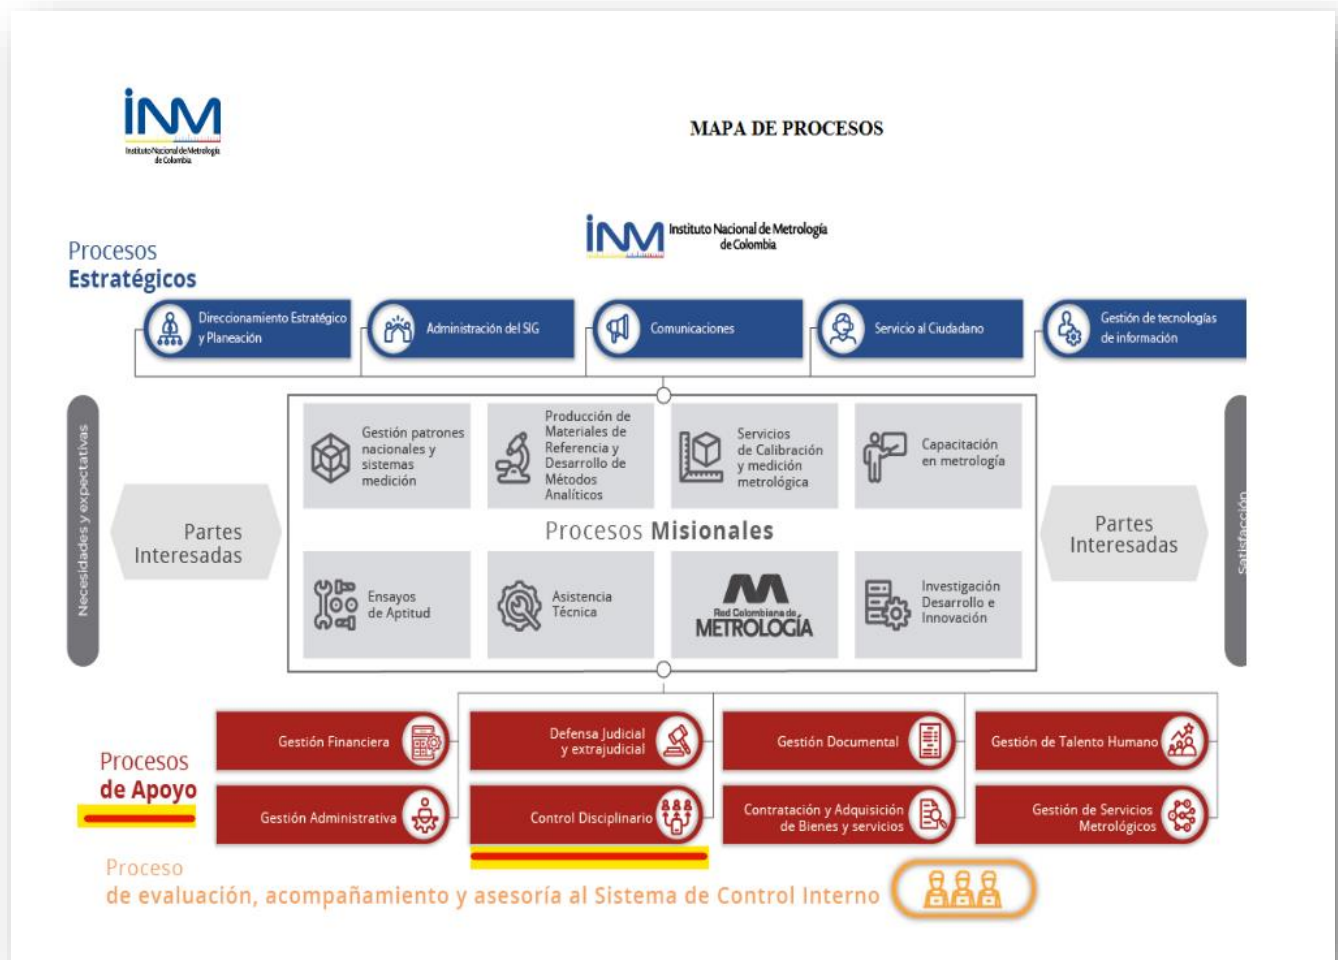 INM
Instituto Nacional de Metrología
de Colombia
MAPA DE PROCESOS
INM
Instituto Nacional de Metrología
de Colombia
Procesos
Estratégicos
Direccionamiento Estratégico
y Planeación
Administración del SIG
Comunicaciones
Servicio al Ciudadano
Gestión de tecnologías
de información
Necesidades y expectativas
Partes
Interesadas
Gestión patrones
nacionales y
sistemas
medición
Producción de
Materiales de
Referencia y
Desarrollo de
Métodos
Analíticos
Servicios
de Calibración
y medición
metrológica
Capacitación
en metrología
Procesos Misionales
Ensayos
de Aptitud
Asistencia
Técnica
Red Colombiana de
METROLOGÍA
Investigación
Desarrollo e
Innovación
Partes
Interesadas
Satisfacción
Procesos
de Apoyo
Gestión Financiera
Defensa Judicial
y extrajudicial
Gestión Documental
Gestión de Talento Humano
Gestión Administrativa
Control Disciplinario
Contratación y Adquisición
de Bienes y servicios
Gestión de Servicios
Metrológicos
Proceso
de evaluación, acompañamiento y asesoría al Sistema de Control Interno